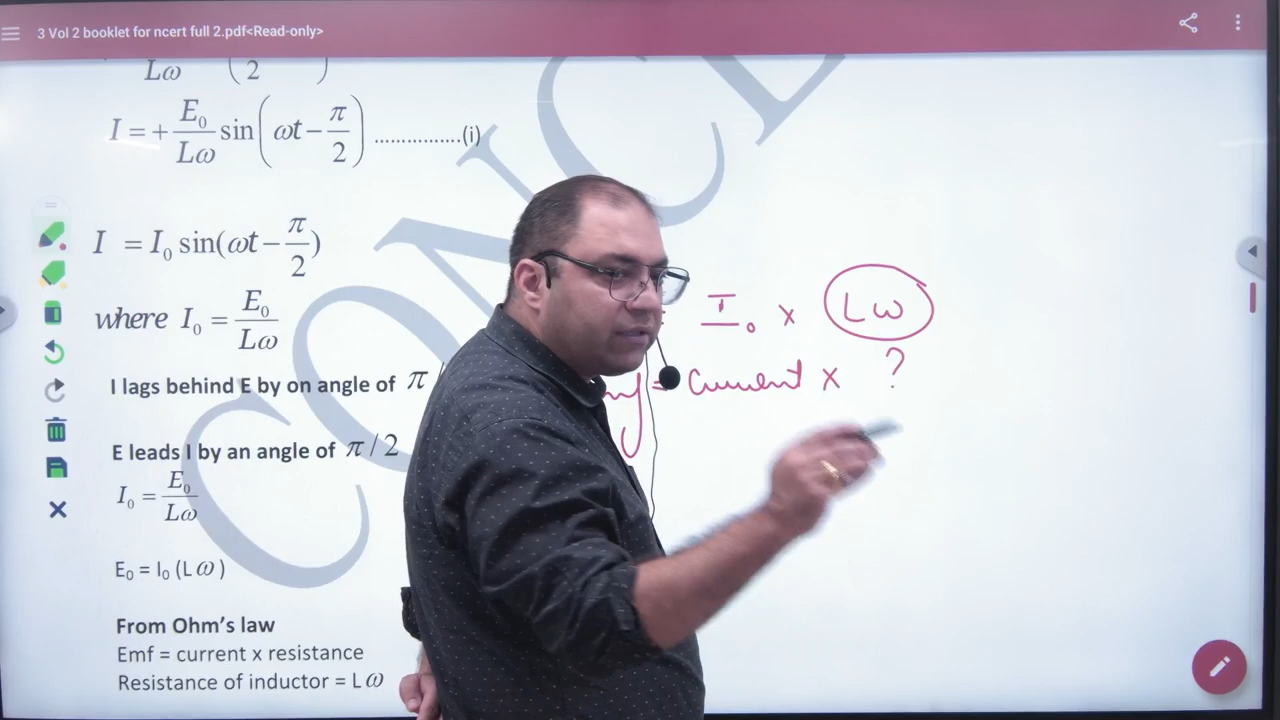 3 Vol 2 booklet for ncert full 2.pdf<Read-only>
Lω ( 2 )
I = + E₀/Lω sin(ωt − π/2) ................(i)
I = I₀ sin(ωt − π/2)
where I₀ = E₀/Lω
I₀ × Lω
I lags behind E by on angle of π /
current × ?
E leads I by an angle of π / 2
I₀ = E₀/Lω
E₀ = I₀ (Lω)
From Ohm's law
Emf = current x resistance
Resistance of inductor = Lω
CONCE